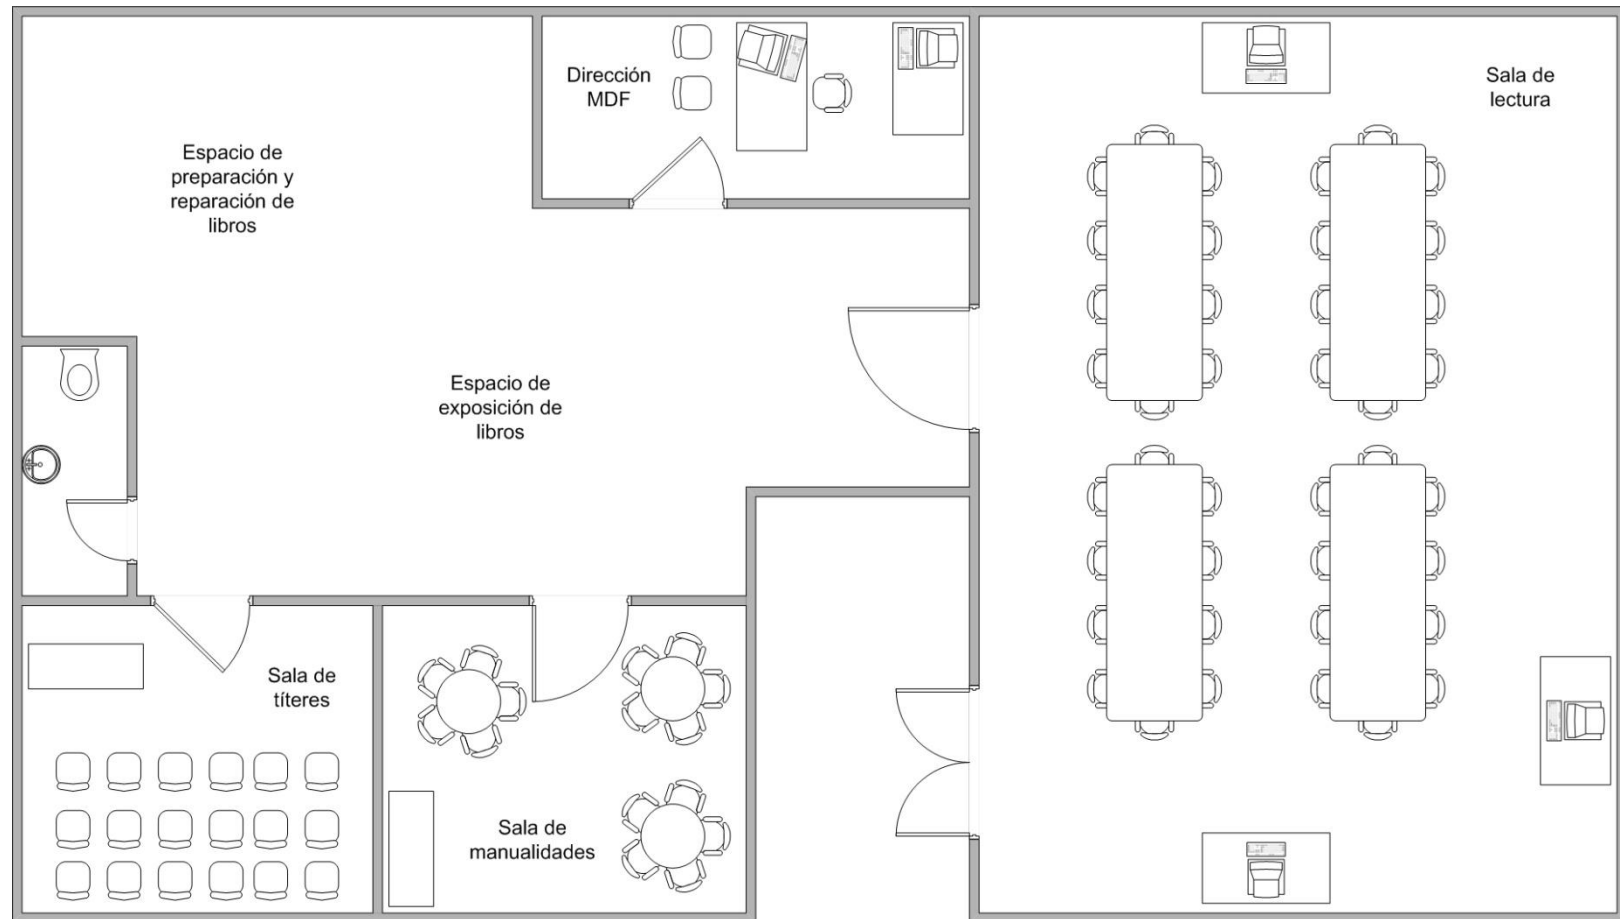 Dirección
MDF
Sala de
lectura
Espacio de
preparación y
reparación de
libros
Espacio de
exposición de
libros
Sala de
títeres
Sala de
manualidades